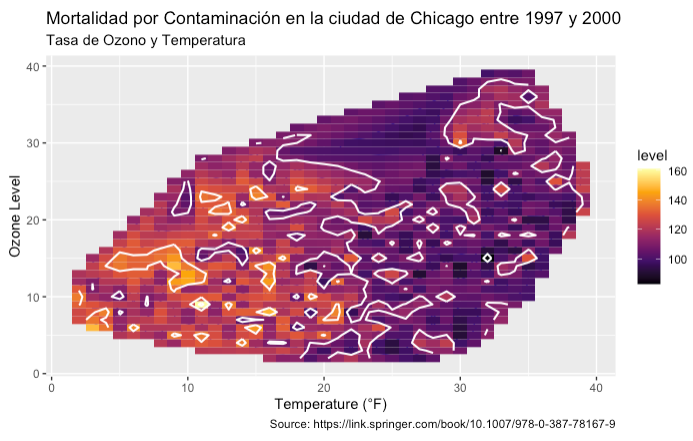 Mortalidad por Contaminación en la ciudad de Chicago entre 1997 y 2000
Tasa de Ozono y Temperatura
40
30
20
10
0
Ozone Level
0 10 20 30 40
Temperature (°F)
level
160
140
120
100
Source: https://link.springer.com/book/10.1007/978-0-387-78167-9